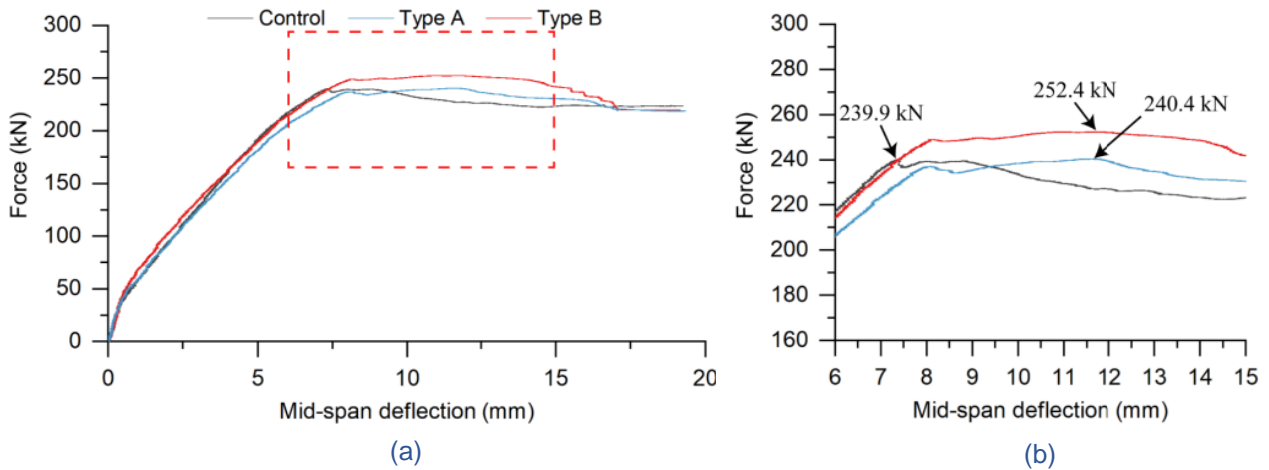 Control Type A Type B
300
250
200
150
100
50
0
Force (kN)
0 5 10 15 20
Mid-span deflection (mm)
(a)
300
280
260
240
220
200
180
160
Force (kN)
239.9 kN
252.4 kN
240.4 kN
6 7 8 9 10 11 12 13 14 15
Mid-span deflection (mm)
(b)